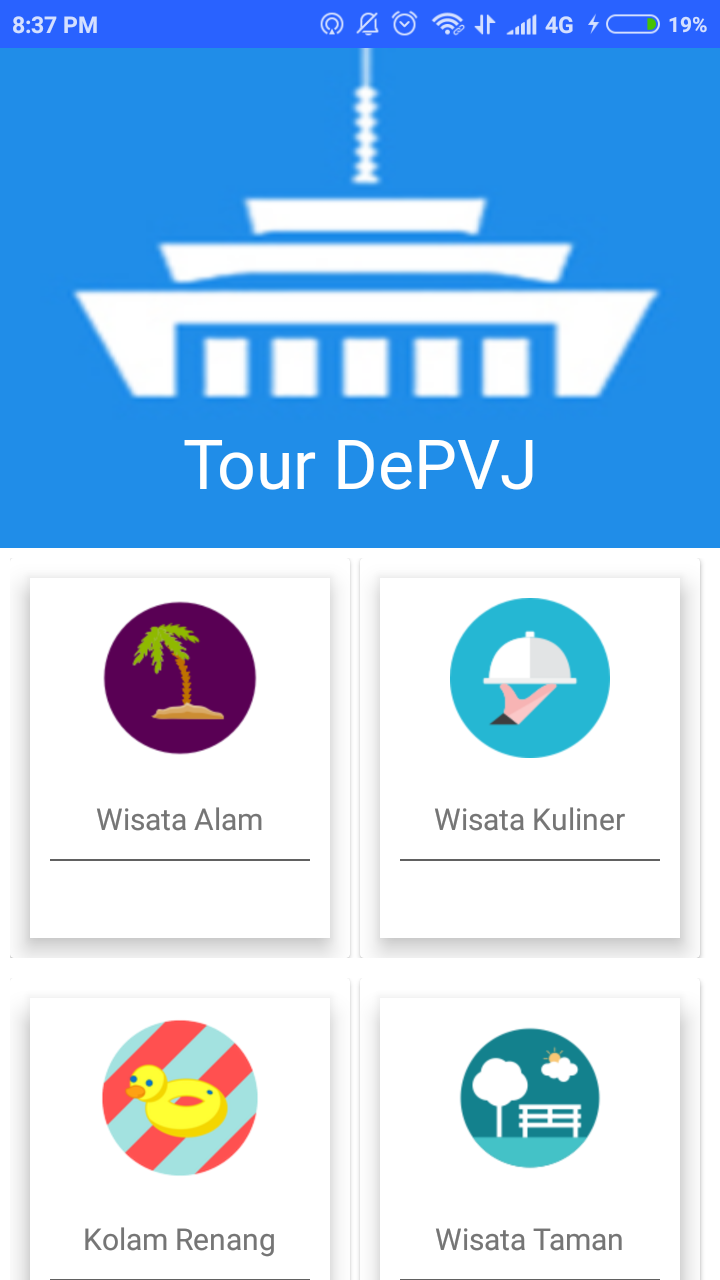 8:37 PM 4G 19%
Tour DePVJ
Wisata Alam
Wisata Kuliner
Kolam Renang
Wisata Taman